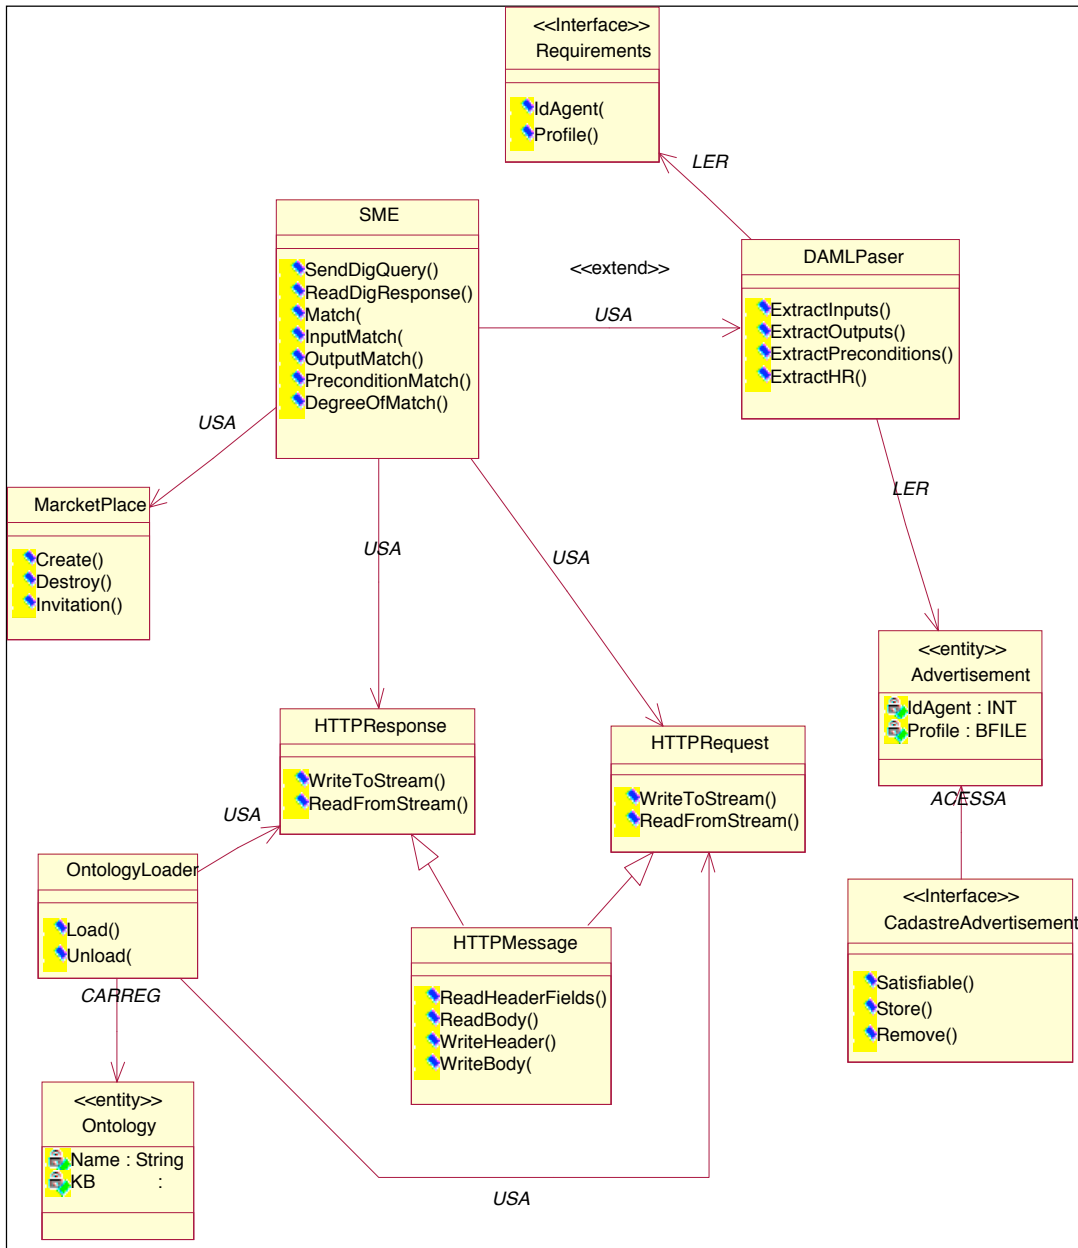 <<Interface>>
Requirements
IdAgent(
Profile()
LER
SME
SendDigQuery()
ReadDigResponse()
Match(
InputMatch(
OutputMatch()
PreconditionMatch()
DegreeOfMatch()
<<extend>>
USA
DAMLPaser
ExtractInputs()
ExtractOutputs()
ExtractPreconditions()
ExtractHR()
USA
LER
MarcketPlace
Create()
Destroy()
Invitation()
USA
USA
<<entity>>
Advertisement
IdAgent : INT
Profile : BFILE
HTTPResponse
WriteToStream()
ReadFromStream()
HTTPRequest
WriteToStream()
ReadFromStream()
ACESSA
USA
OntologyLoader
Load()
Unload(
<<Interface>>
CadastreAdvertisement
Satisfiable()
Store()
Remove()
HTTPMessage
ReadHeaderFields()
ReadBody()
WriteHeader()
WriteBody(
CARREG
<<entity>>
Ontology
Name : String
KB :
USA